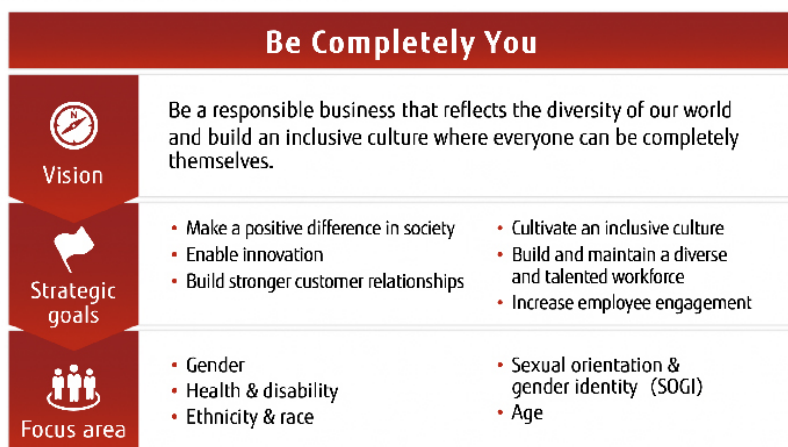 Be Completely You
N
Vision
Be a responsible business that reflects the diversity of our world
and build an inclusive culture where everyone can be completely
themselves.
Strategic
goals
• Make a positive difference in society
• Enable innovation
• Build stronger customer relationships
• Cultivate an inclusive culture
• Build and maintain a diverse
and talented workforce
• Increase employee engagement
Focus area
• Gender
• Health & disability
• Ethnicity & race
• Sexual orientation &
gender identity (SOGI)
• Age